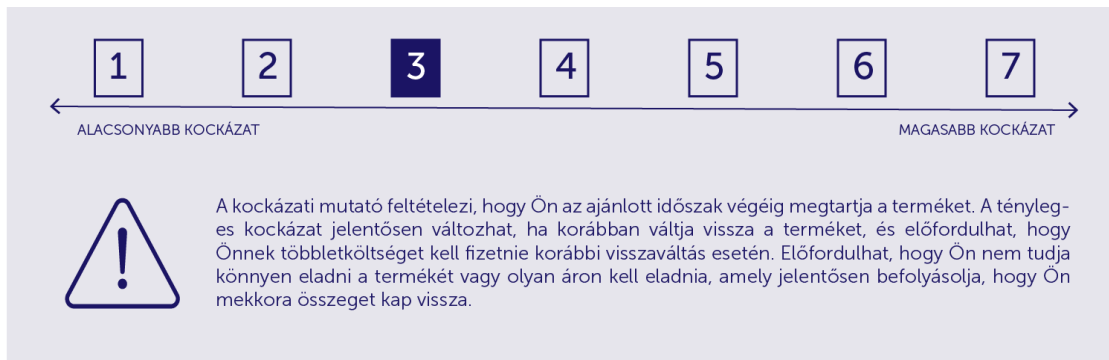 1 2 3 4 5 6 7
ALACSONYABB KOCKÁZAT MAGASABB KOCKÁZAT
A kockázati mutató feltételezi, hogy Ön az ajánlott időszak végéig megtartja a terméket. A tényleg-
es kockázat jelentősen változhat, ha korábban váltja vissza a terméket, és előfordulhat, hogy
Önnek többletköltséget kell fizetnie korábbi visszaváltás esetén. Előfordulhat, hogy Ön nem tudja
könnyen eladni a termékét vagy olyan áron kell eladnia, amely jelentősen befolyásolja, hogy Ön
mekkora összeget kap vissza.